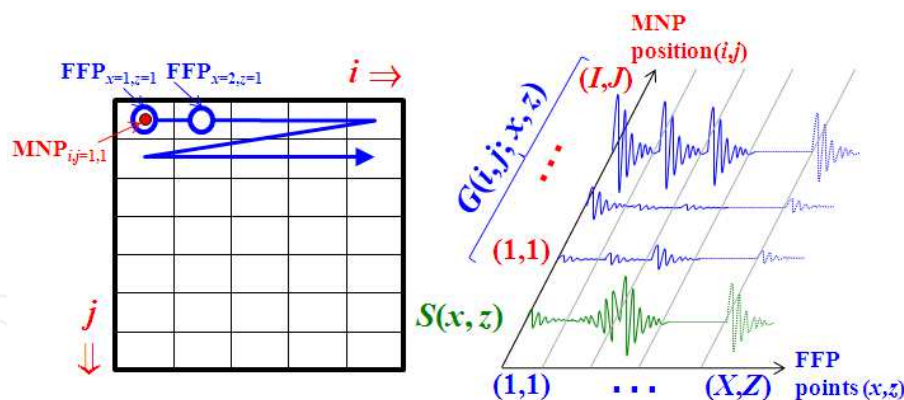 FFPx=1,z=1
FFPx=2,z=1
i ⇒
MNPi,j=1,1
j
⇓
MNP
position(i,j)
(I,J)
G(i,j; x,z)
...
(1,1)
S(x, z)
(1,1)
...
(X,Z)
FFP
points (x,z)